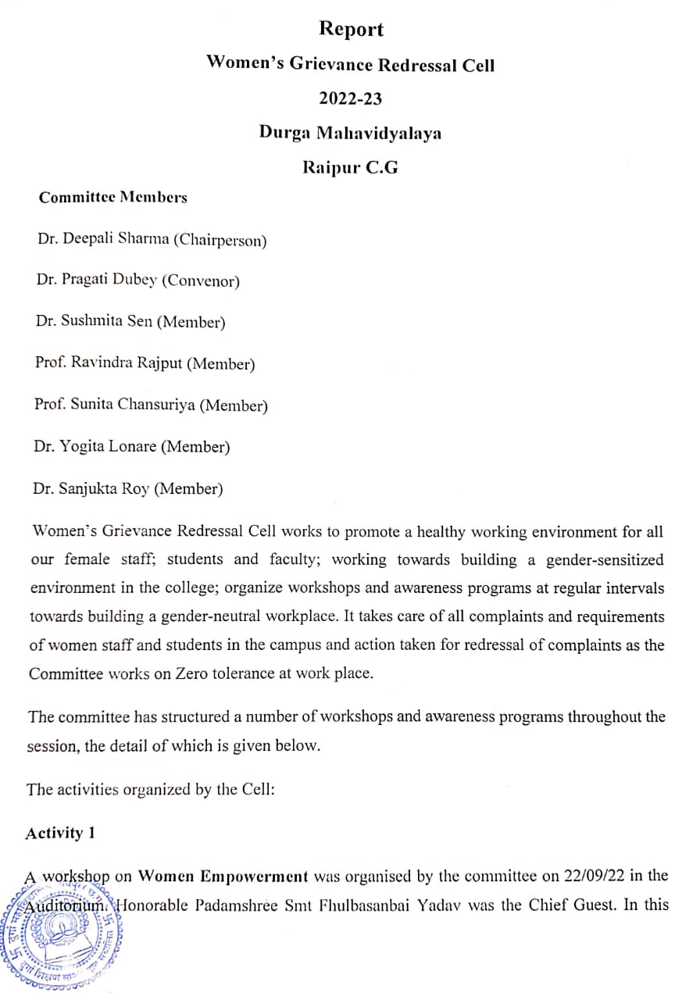 Report
Women's Grievance Redressal Cell
2022-23
Durga Mahavidyalaya
Raipur C.G
Committee Members
Dr. Deepali Sharma (Chairperson)
Dr. Pragati Dubey (Convenor)
Dr. Sushmita Sen (Member)
Prof. Ravindra Rajput (Member)
Prof. Sunita Chansuriya (Member)
Dr. Yogita Lonare (Member)
Dr. Sanjukta Roy (Member)
Women's Grievance Redressal Cell works to promote a healthy working environment for all
our female staff; students and faculty; working towards building a gender-sensitized
environment in the college; organize workshops and awareness programs at regular intervals
towards building a gender-neutral workplace. It takes care of all complaints and requirements
of women staff and students in the campus and action taken for redressal of complaints as the
Committee works on Zero tolerance at work place.
The committee has structured a number of workshops and awareness programs throughout the
session, the detail of which is given below.
The activities organized by the Cell:
Activity 1
A workshop on Women Empowerment was organised by the committee on 22/09/22 in the
Auditorium. Honorable Padamshree Smt Fhulbasanbai Yadav was the Chief Guest. In this
दुर्गा शिक्षण